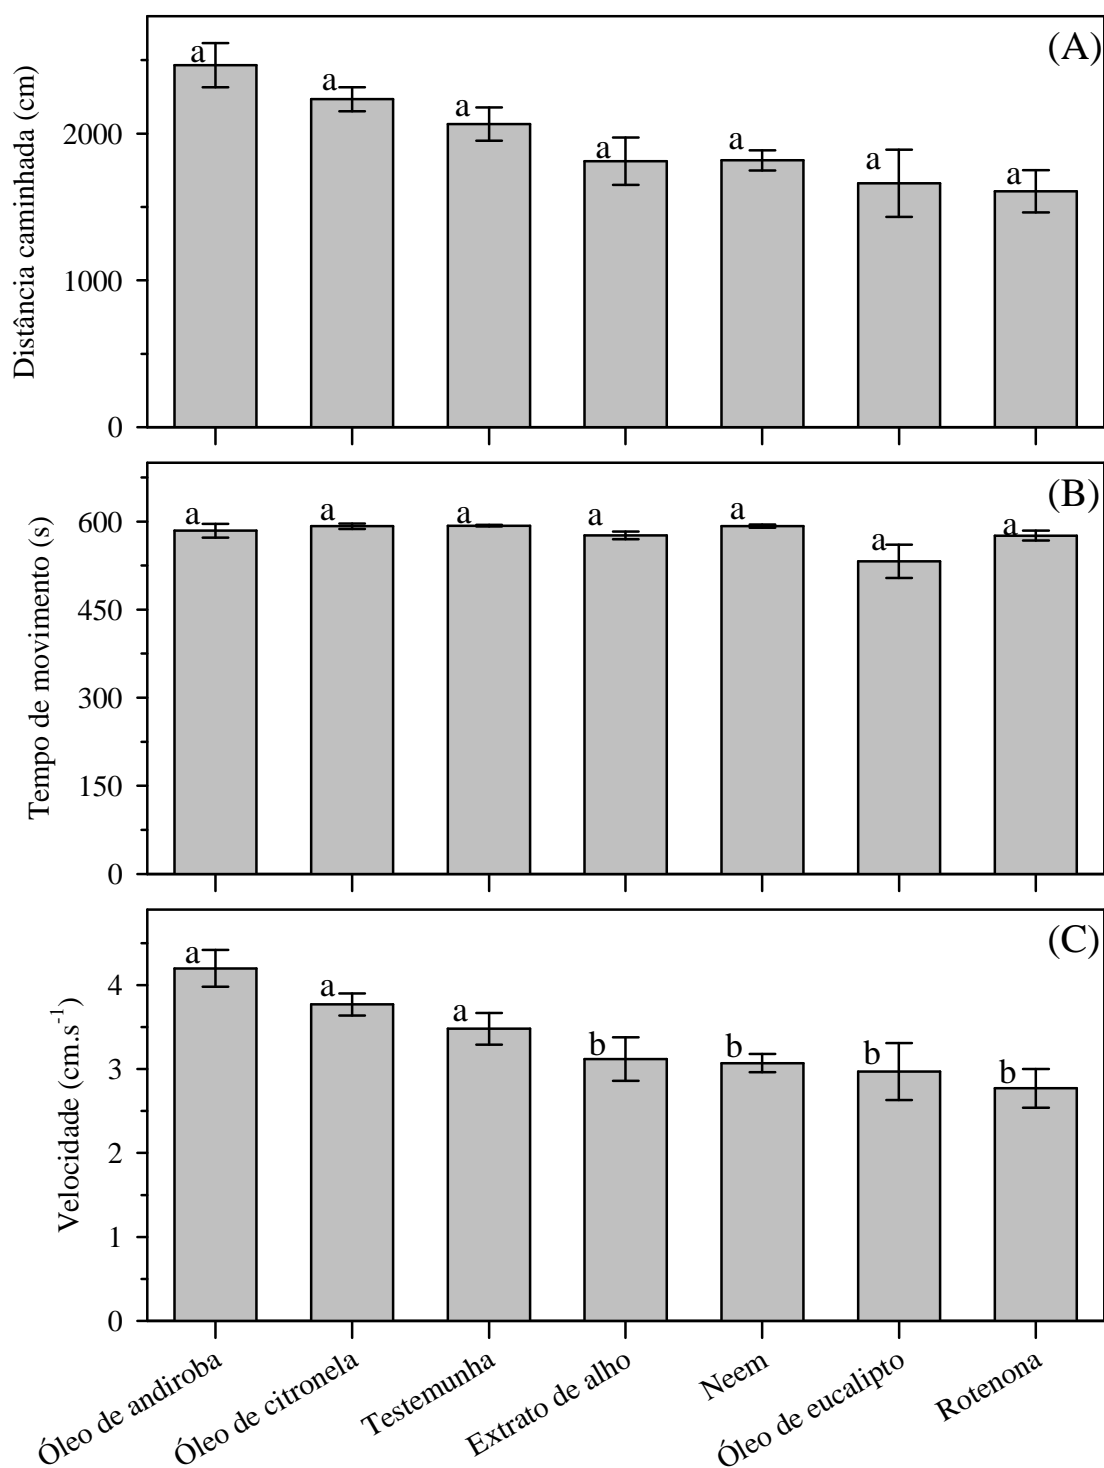 (A)
Distância caminhada (cm)
2000
1000
0
a
a
a
a
a
a
a
(B)
Tempo de movimento (s)
600
450
300
150
0
a
a
a
a
a
a
a
(C)
Velocidade (cm.s⁻¹)
4
3
2
1
0
a
a
a
b
b
b
b
Óleo de andiroba
Óleo de citronela
Testemunha
Extrato de alho
Neem
Óleo de eucalipto
Rotenona